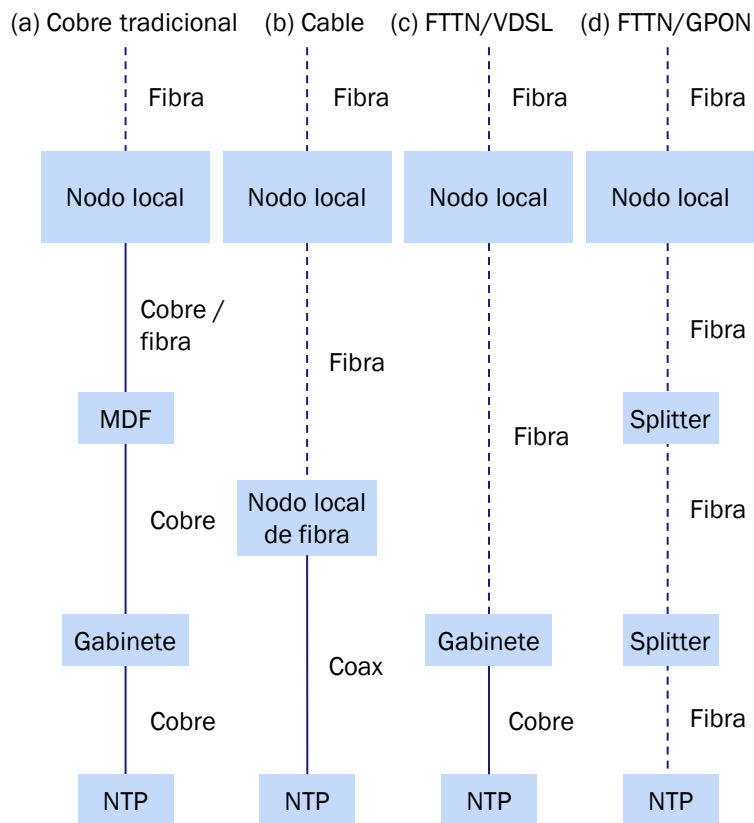 (a) Cobre tradicional
(b) Cable
(c) FTTN/VDSL
(d) FTTN/GPON
Fibra
Fibra
Fibra
Fibra
Nodo local
Nodo local
Nodo local
Nodo local
Cobre /
fibra
Fibra
Fibra
Fibra
MDF
Splitter
Cobre
Nodo local
de fibra
Fibra
Gabinete
Coax
Gabinete
Splitter
Cobre
Cobre
Fibra
NTP
NTP
NTP
NTP